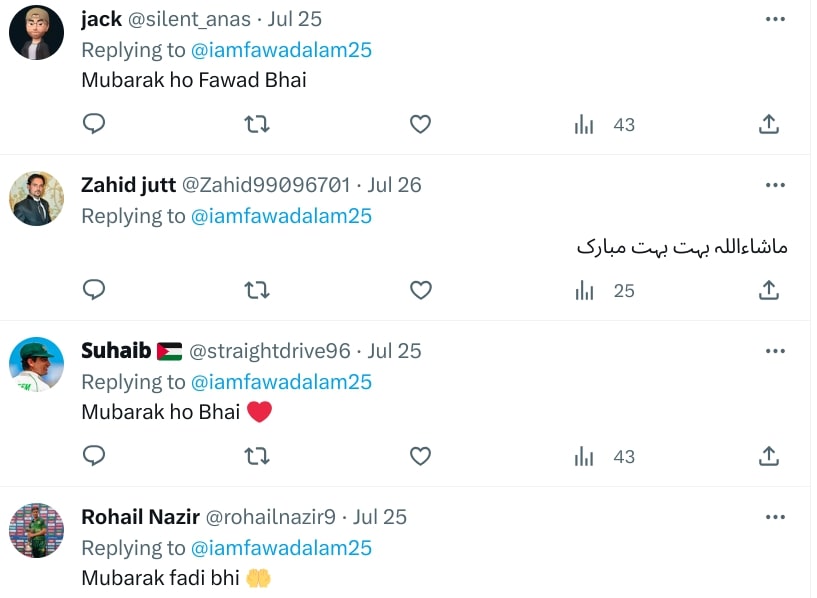 jack @silent_anas · Jul 25
Replying to @iamfawadalam25
Mubarak ho Fawad Bhai
43
Zahid jutt @Zahid99096701 · Jul 26
Replying to @iamfawadalam25
ماشاءاللہ بہت بہت مبارک
25
Suhaib 🇵🇸 @straightdrive96 · Jul 25
Replying to @iamfawadalam25
Mubarak ho Bhai ❤️
43
Rohail Nazir @rohailnazir9 · Jul 25
Replying to @iamfawadalam25
Mubarak fadi bhi 🤲